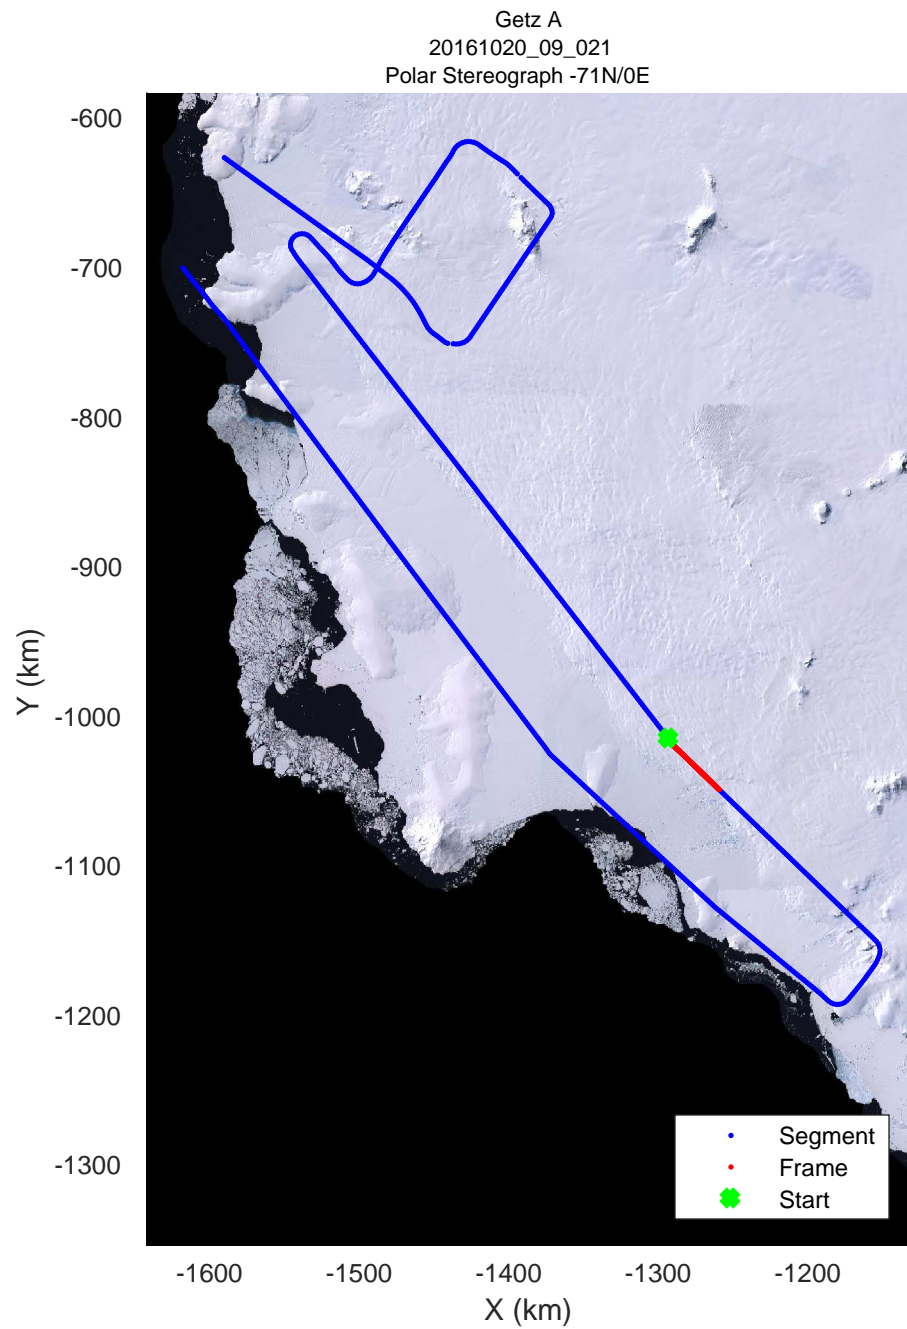 Getz A
20161020_09_021
Polar Stereograph -71N/0E
-600
-700
-800
-900
-1000
-1100
-1200
-1300
Y (km)
-1600 -1500 -1400 -1300 -1200
X (km)
Segment
Frame
Start